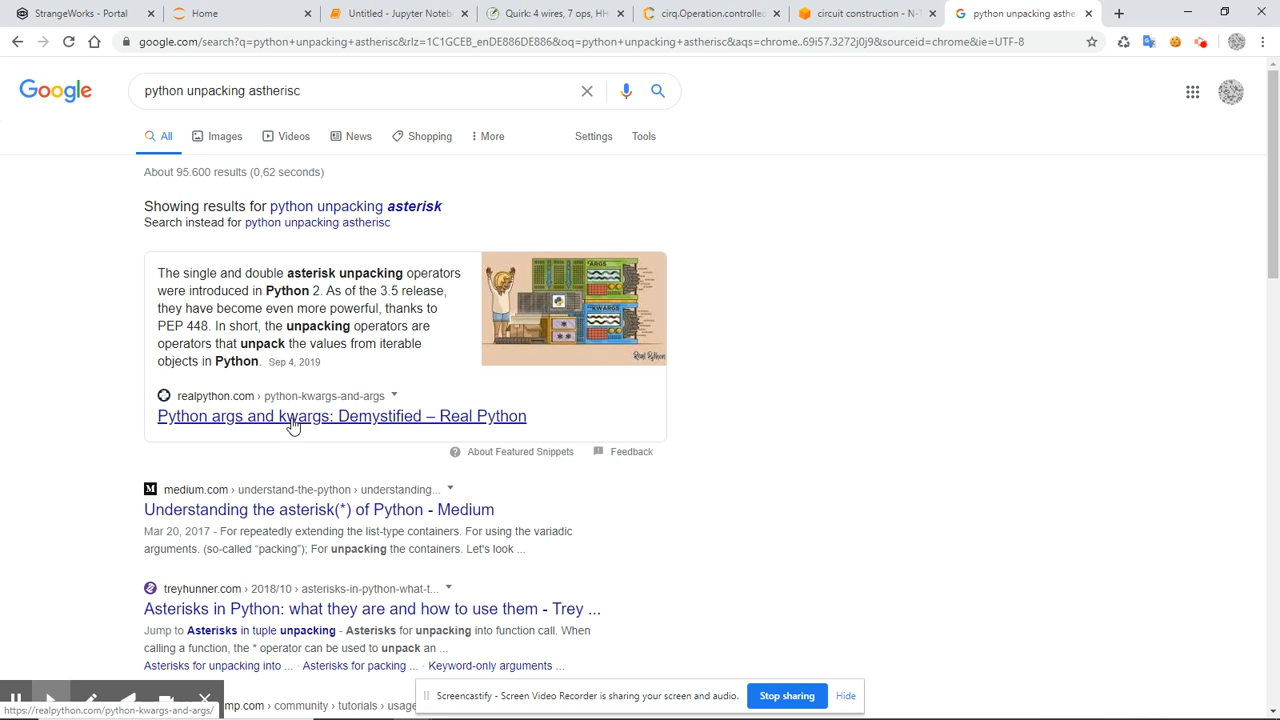 StrangeWorks - Portal
Home
Untitled - Jupyter Noteb
Quirk: 4 wires, 7 ops, HH
cirq.Operation.controlled
circuit construction - N-T
python unpacking asthe
google.com/search?q=python+unpacking+astherisc&rlz=1C1GCEB_enDE886DE886&oq=python+unpacking+astherisc&aqs=chrome..69i57.3272j0j9&sourceid=chrome&ie=UTF-8
Google
python unpacking astherisc
All
Images
Videos
News
Shopping
More
Settings
Tools
About 95.600 results (0,62 seconds)
Showing results for python unpacking asterisk
Search instead for python unpacking astherisc
The single and double asterisk unpacking operators
were introduced in Python 2. As of the 3.5 release,
they have become even more powerful, thanks to
PEP 448. In short, the unpacking operators are
operators that unpack the values from iterable
objects in Python. Sep 4, 2019
ARGS
KWARGS
Real Python
realpython.com › python-kwargs-and-args
Python args and kwargs: Demystified – Real Python
About Featured Snippets
Feedback
medium.com › understand-the-python › understanding...
Understanding the asterisk(*) of Python - Medium
Mar 20, 2017 - For repeatedly extending the list-type containers. For using the variadic
arguments. (so-called "packing"); For unpacking the containers. Let's look ...
treyhunner.com › 2018/10 › asterisks-in-python-what-t...
Asterisks in Python: what they are and how to use them - Trey ...
Jump to Asterisks in tuple unpacking - Asterisks for unpacking into function call. When
calling a function, the * operator can be used to unpack an ...
Asterisks for unpacking into ... · Asterisks for packing ... · Keyword-only arguments ...
mp.com › community › tutorials › usage
Screencastify - Screen Video Recorder is sharing your screen and audio.
Stop sharing
Hide
https://realpython.com/python-kwargs-and-args/